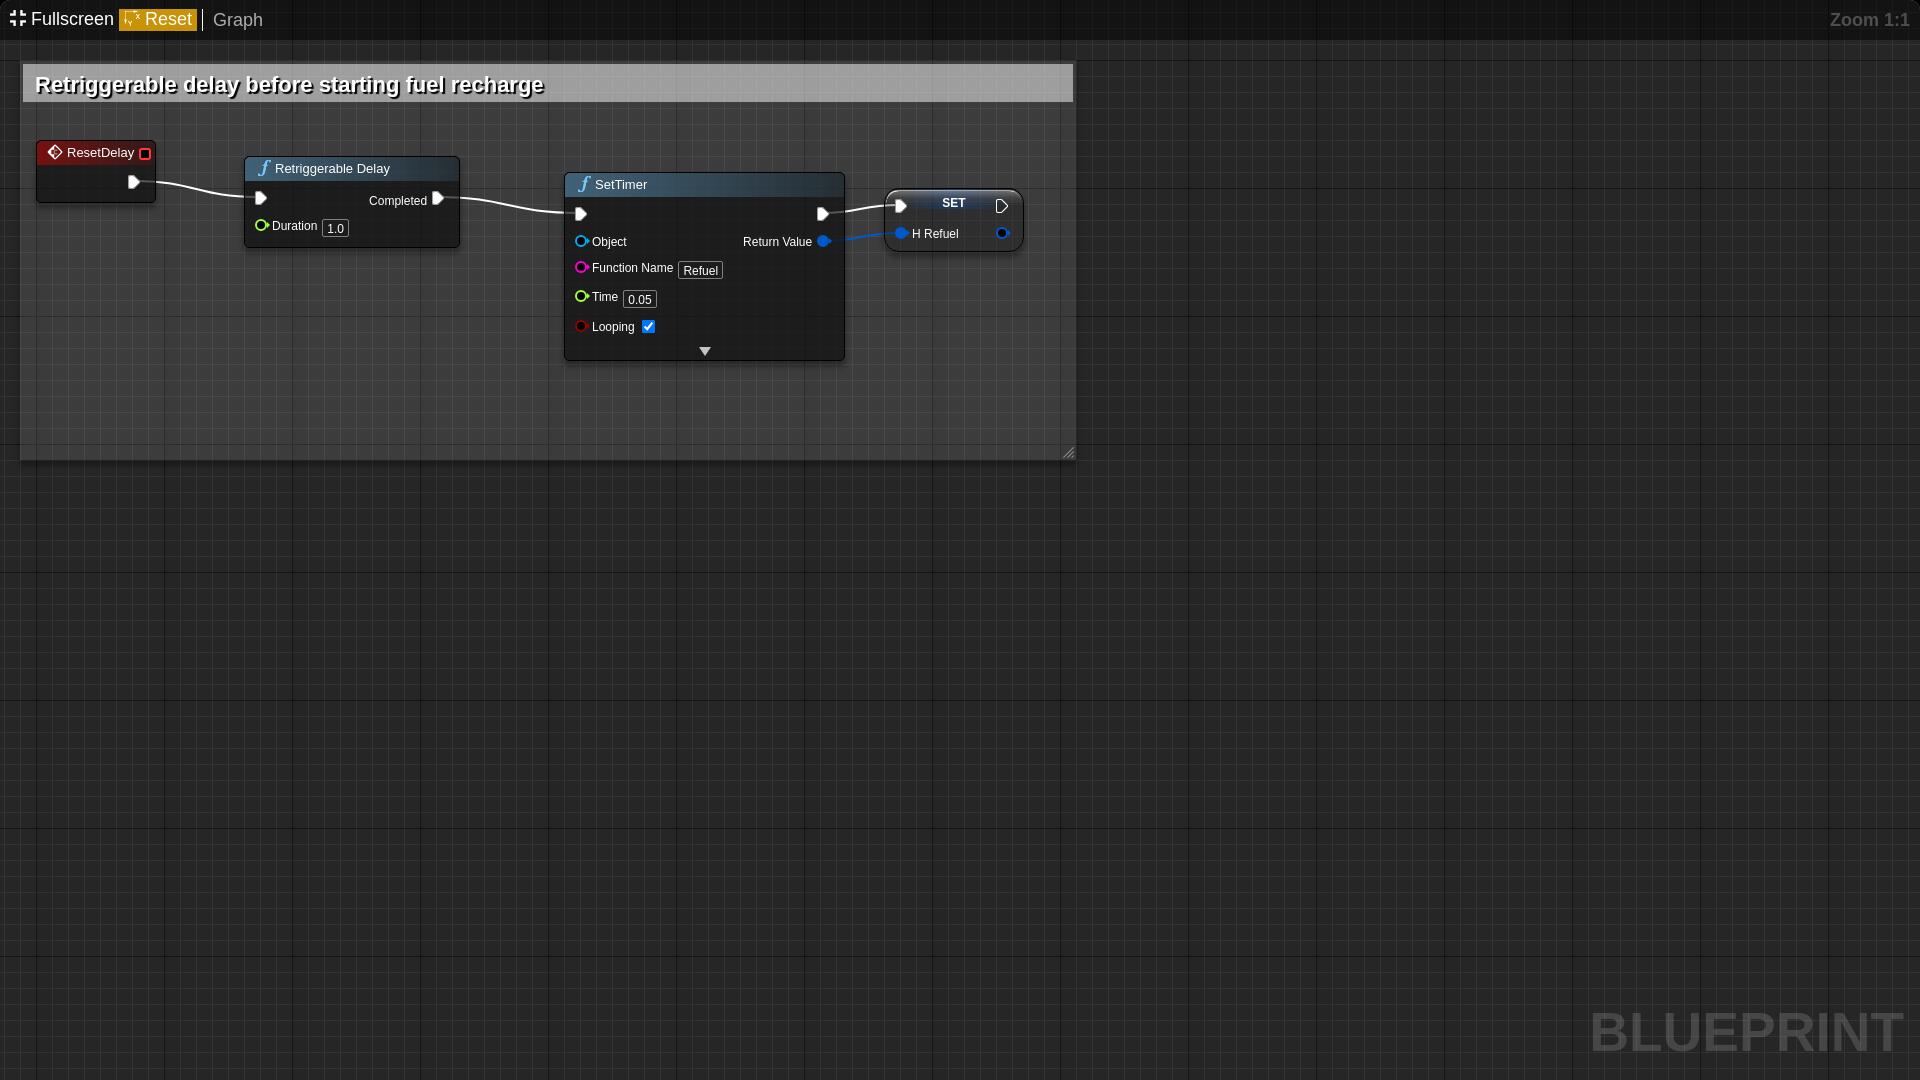 Fullscreen Reset Graph Zoom 1:1
Retriggerable delay before starting fuel recharge
ResetDelay
Retriggerable Delay
Completed
Duration 1.0
SetTimer
Object Return Value
Function Name Refuel
Time 0.05
Looping
SET
H Refuel
BLUEPRINT